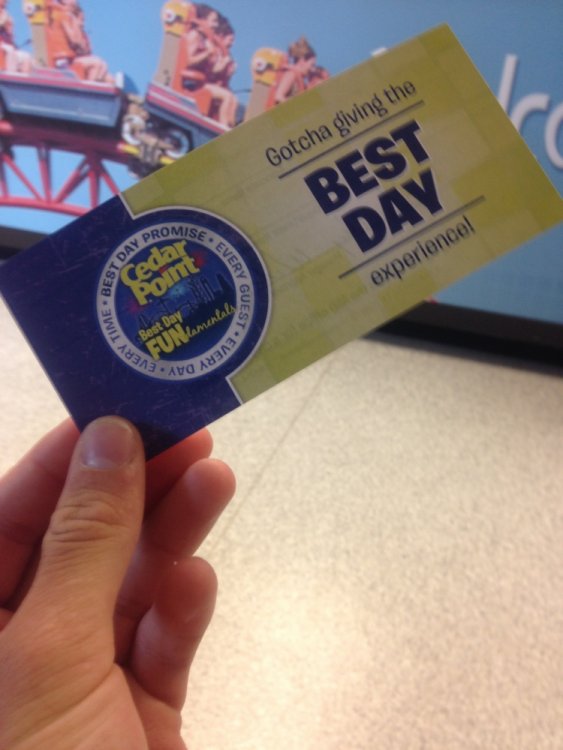 Gotcha giving the
BEST
DAY
experience!
BEST DAY PROMISE • EVERY GUEST • EVERY DAY • EVERY TIME •
Cedar
Point
Best Day
FUNdamentals